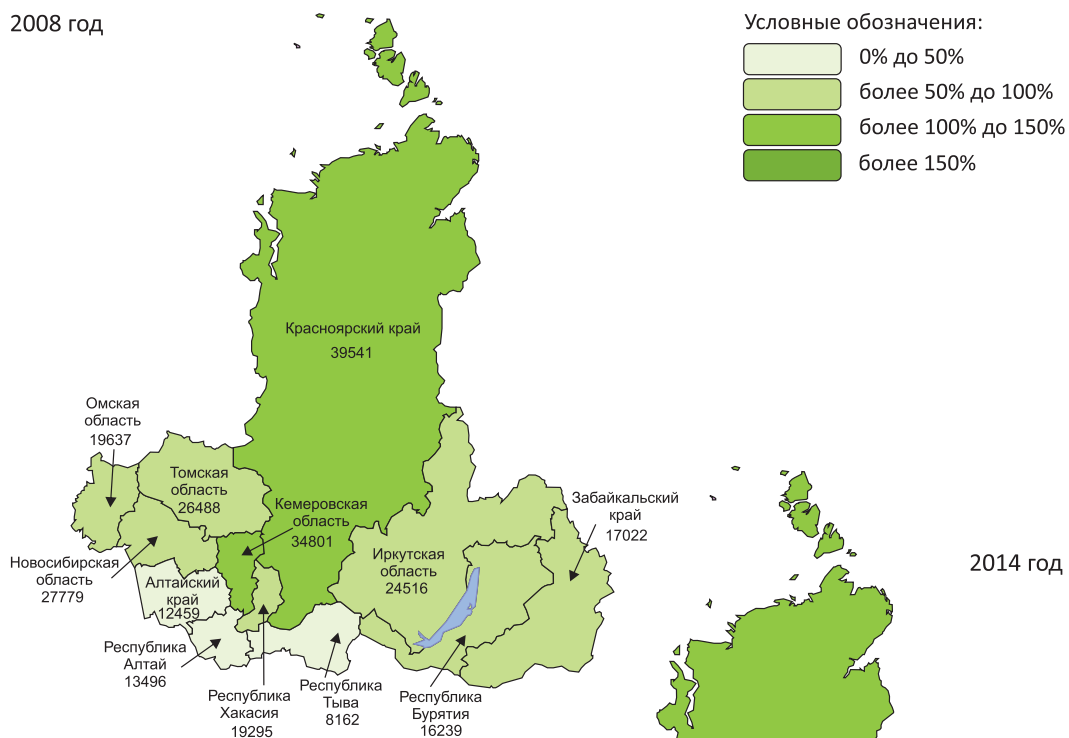 2008 год
Условные обозначения:
0% до 50%
более 50% до 100%
более 100% до 150%
более 150%
Красноярский край
39541
Омская
область
19637
Томская
область
26488
Кемеровская
область
34801
Забайкальский
край
17022
Новосибирская
область
27779
Иркутская
область
24516
Алтайский
край
12459
Республика
Алтай
13496
Республика
Хакасия
19295
Республика
Тыва
8162
Республика
Бурятия
16239
2014 год